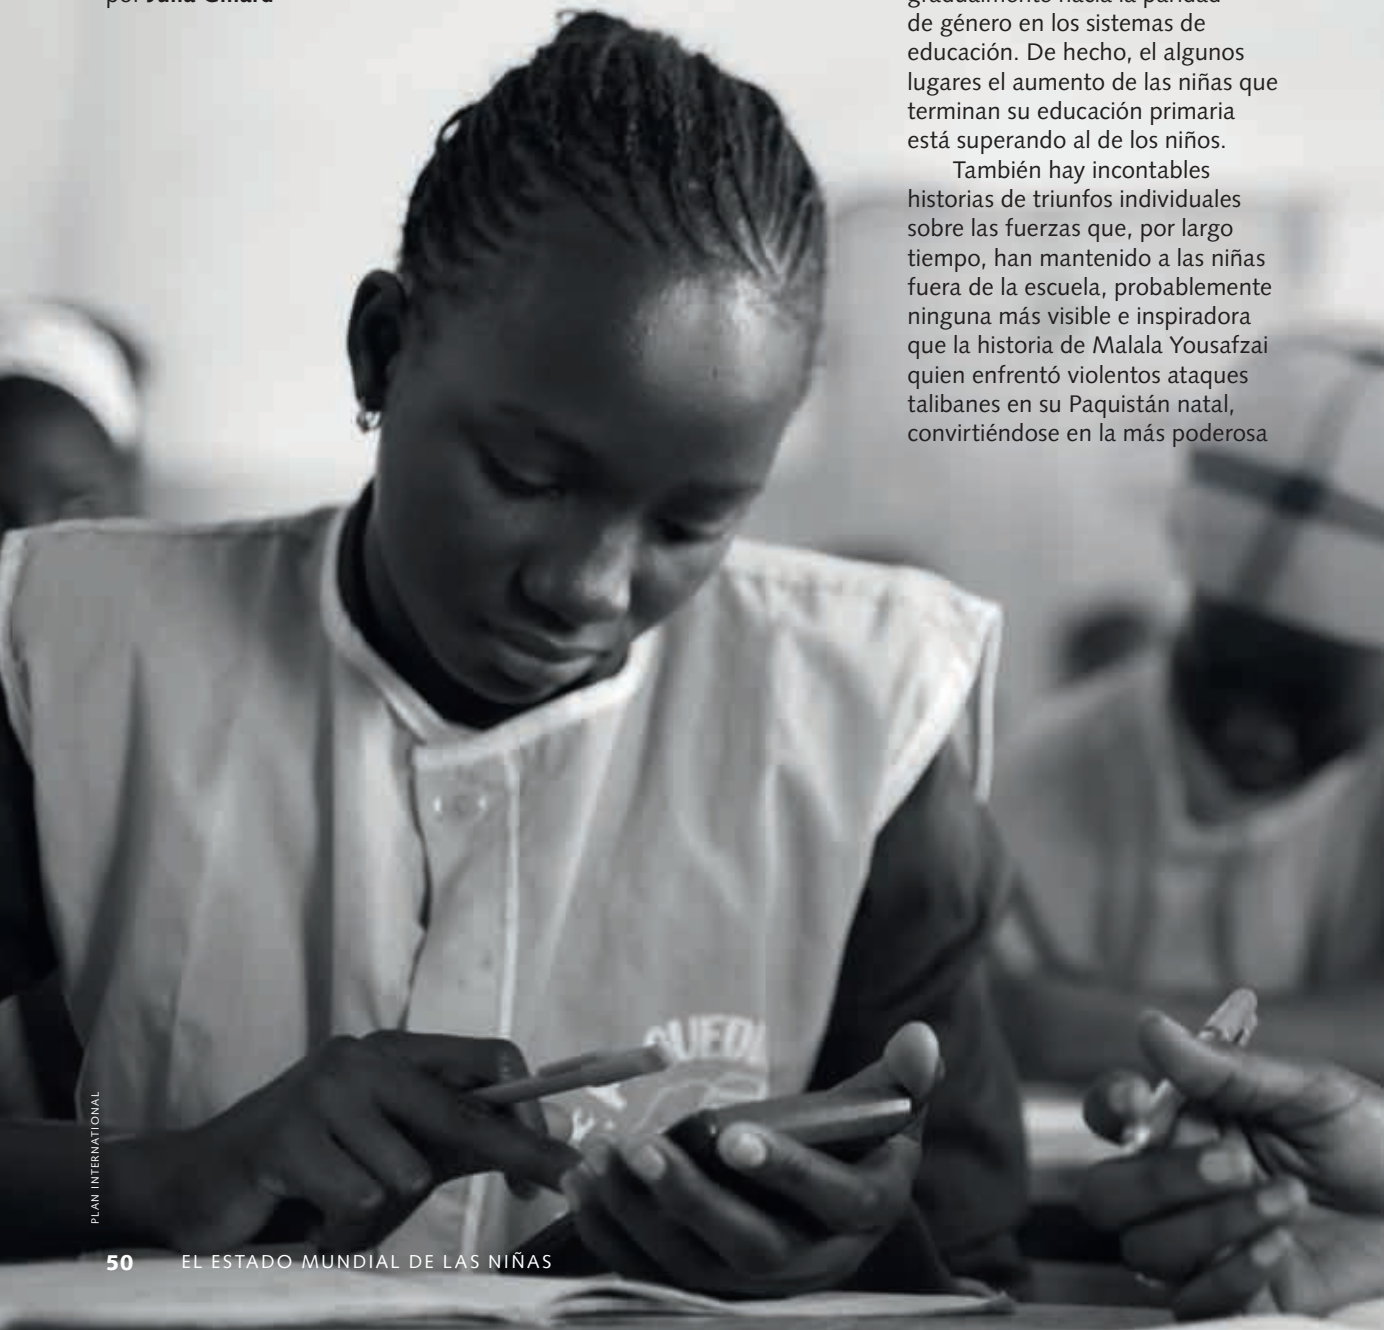 por Julia Gillard
gradualmente hacia la paridad
de género en los sistemas de
educación. De hecho, el algunos
lugares el aumento de las niñas que
terminan su educación primaria
está superando al de los niños.
También hay incontables
historias de triunfos individuales
sobre las fuerzas que, por largo
tiempo, han mantenido a las niñas
fuera de la escuela, probablemente
ninguna más visible e inspiradora
que la historia de Malala Yousafzai
quien enfrentó violentos ataques
talibanes en su Paquistán natal,
convirtiéndose en la más poderosa
PLAN INTERNATIONAL
50 EL ESTADO MUNDIAL DE LAS NIÑAS